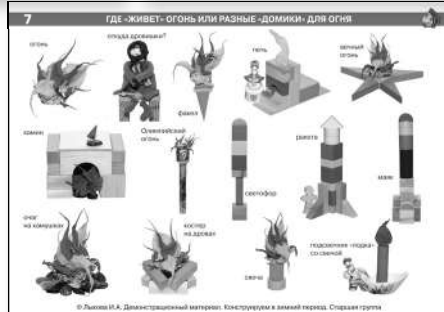 7
ГДЕ «ЖИВЕТ» ОГОНЬ ИЛИ РАЗНЫЕ «ДОМИКИ» ДЛЯ ОГНЯ
огонь
откуда дровишки?
факел
печь
вечный
огонь
камин
Олимпийский
огонь
светофор
ракета
маяк
очаг
на камушках
костер
на дровах
свеча
подсвечник «лодка»
со свечой
© Лыкова И.А. Демонстрационный материал. Конструируем в зимний период. Старшая группа